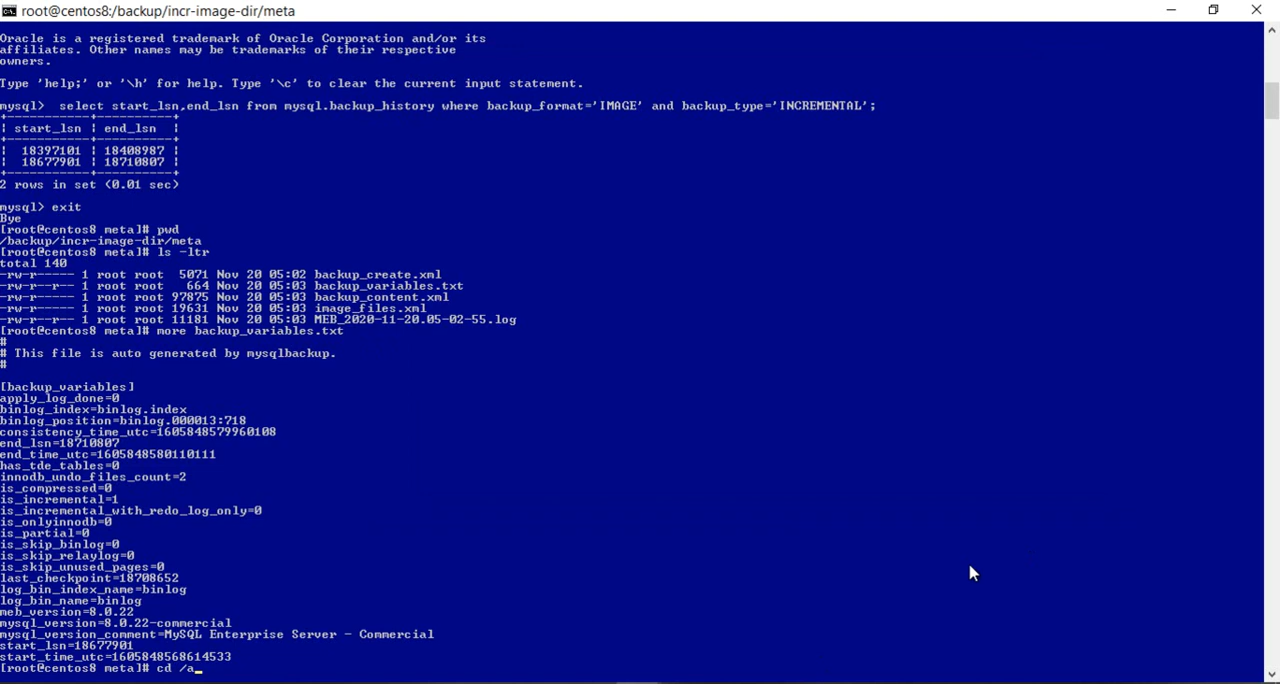 root@centos8:/backup/incr-image-dir/meta
Oracle is a registered trademark of Oracle Corporation and/or its
affiliates. Other names may be trademarks of their respective
owners.
Type 'help;' or '\h' for help. Type '\c' to clear the current input statement.
mysql>  select start_lsn,end_lsn from mysql.backup_history where backup_format='IMAGE' and backup_type='INCREMENTAL';
+-----------+----------+
| start_lsn | end_lsn  |
+-----------+----------+
|  18397101 | 18408987 |
|  18677901 | 18710807 |
+-----------+----------+
2 rows in set (0.01 sec)
mysql> exit
Bye
[root@centos8 meta]# pwd
/backup/incr-image-dir/meta
[root@centos8 meta]# ls -ltr
total 140
-rw-r----- 1 root root  5071 Nov 20 05:02 backup_create.xml
-rw-r--r-- 1 root root   664 Nov 20 05:03 backup_variables.txt
-rw-r----- 1 root root 97875 Nov 20 05:03 backup_content.xml
-rw-r--r-- 1 root root 19631 Nov 20 05:03 image_files.xml
-rw-r--r-- 1 root root 11181 Nov 20 05:03 MEB_2020-11-20.05-02-55.log
[root@centos8 meta]# more backup_variables.txt
#
# This file is auto generated by mysqlbackup.
#
[backup_variables]
apply_log_done=0
binlog_index=binlog.index
binlog_position=binlog.000013:718
consistency_time_utc=1605848579960108
end_lsn=18710807
end_time_utc=1605848580110111
has_tde_tables=0
innodb_undo_files_count=2
is_compressed=0
is_incremental=1
is_incremental_with_redo_log_only=0
is_onlyinnodb=0
is_partial=0
is_skip_binlog=0
is_skip_relaylog=0
is_skip_unused_pages=0
last_checkpoint=18708652
log_bin_index_name=binlog
log_bin_name=binlog
meb_version=8.0.22
mysql_version=8.0.22-commercial
mysql_version_comment=MySQL Enterprise Server - Commercial
start_lsn=18677901
start_time_utc=1605848568614533
[root@centos8 meta]# cd /a_